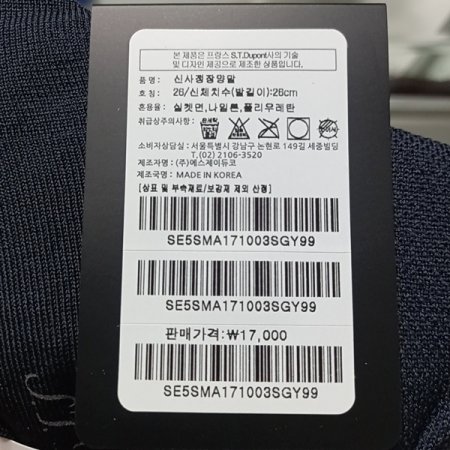 본 제품은 프랑스 S.T.Dupont사의 기술
및 디자인 제공으로 제조한 상품입니다.
품명 : 신사정장양말
호칭 : 26/신체치수(발길이):26cm
혼용율 : 실켓면,나일론,폴리우레탄
취급상주의사항 :
소비자상담실 : 서울특별시 강남구 논현로 149길 세종빌딩
T.(02) 2106-3520
제조자명 : (주)에스제이듀코
제조국명 : MADE IN KOREA
[상표 및 부속재료/보강제 제외 산정]
SE5SMA171003SGY99
SE5SMA171003SGY99
판매가격:₩17,000
SE5SMA171003SGY99